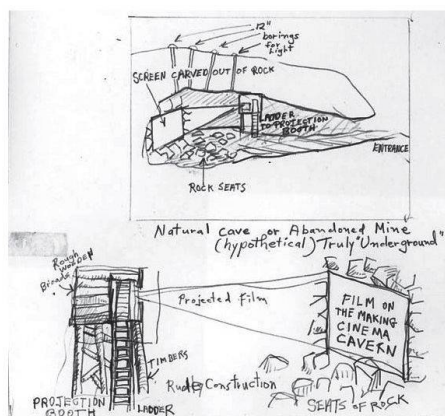 12"
borings
for
Light
SCREEN CARVED OUT OF ROCK
LADDER
TO PROJECTION
BOOTH
ENTRANCE
ROCK SEATS
Natural cave or Abandoned Mine
(hypothetical) Truly "Underground"
Rough
Wooden
Projected Film
FILM ON
THE MAKING
CINEMA
CAVERN
TIMBERS
Rude Construction
PROJECTION
BOOTH
LADDER
SEATS OF ROCK